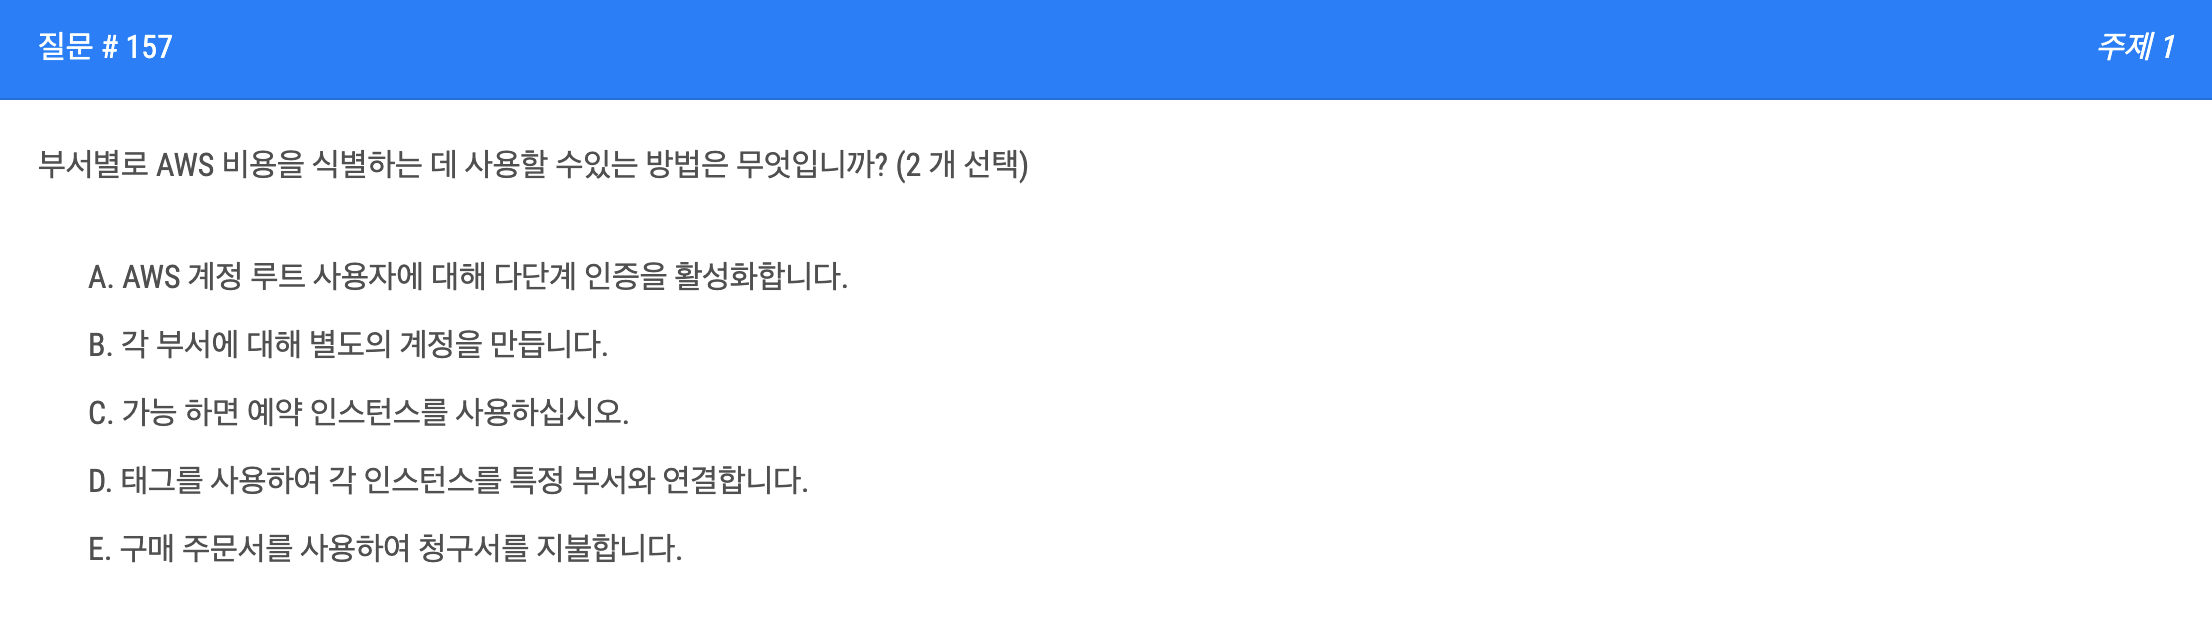 질문 # 157
주제 1
부서별로 AWS 비용을 식별하는 데 사용할 수있는 방법은 무엇입니까? (2 개 선택)
A. AWS 계정 루트 사용자에 대해 다단계 인증을 활성화합니다.
B. 각 부서에 대해 별도의 계정을 만듭니다.
C. 가능 하면 예약 인스턴스를 사용하십시오.
D. 태그를 사용하여 각 인스턴스를 특정 부서와 연결합니다.
E. 구매 주문서를 사용하여 청구서를 지불합니다.